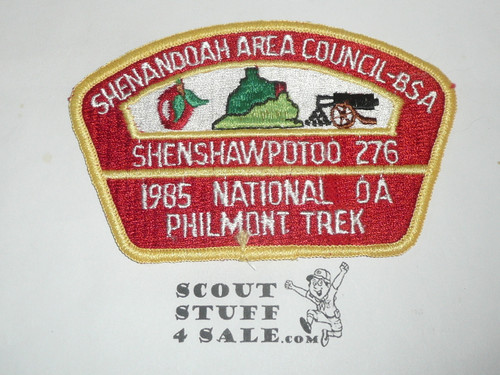 SHENANDOAH AREA COUNCIL-BSA
SHENSHAWPOTOO 276
1985 NATIONAL OA
PHILMONT TREK
SCOUT
STUFF
4 SALE.com